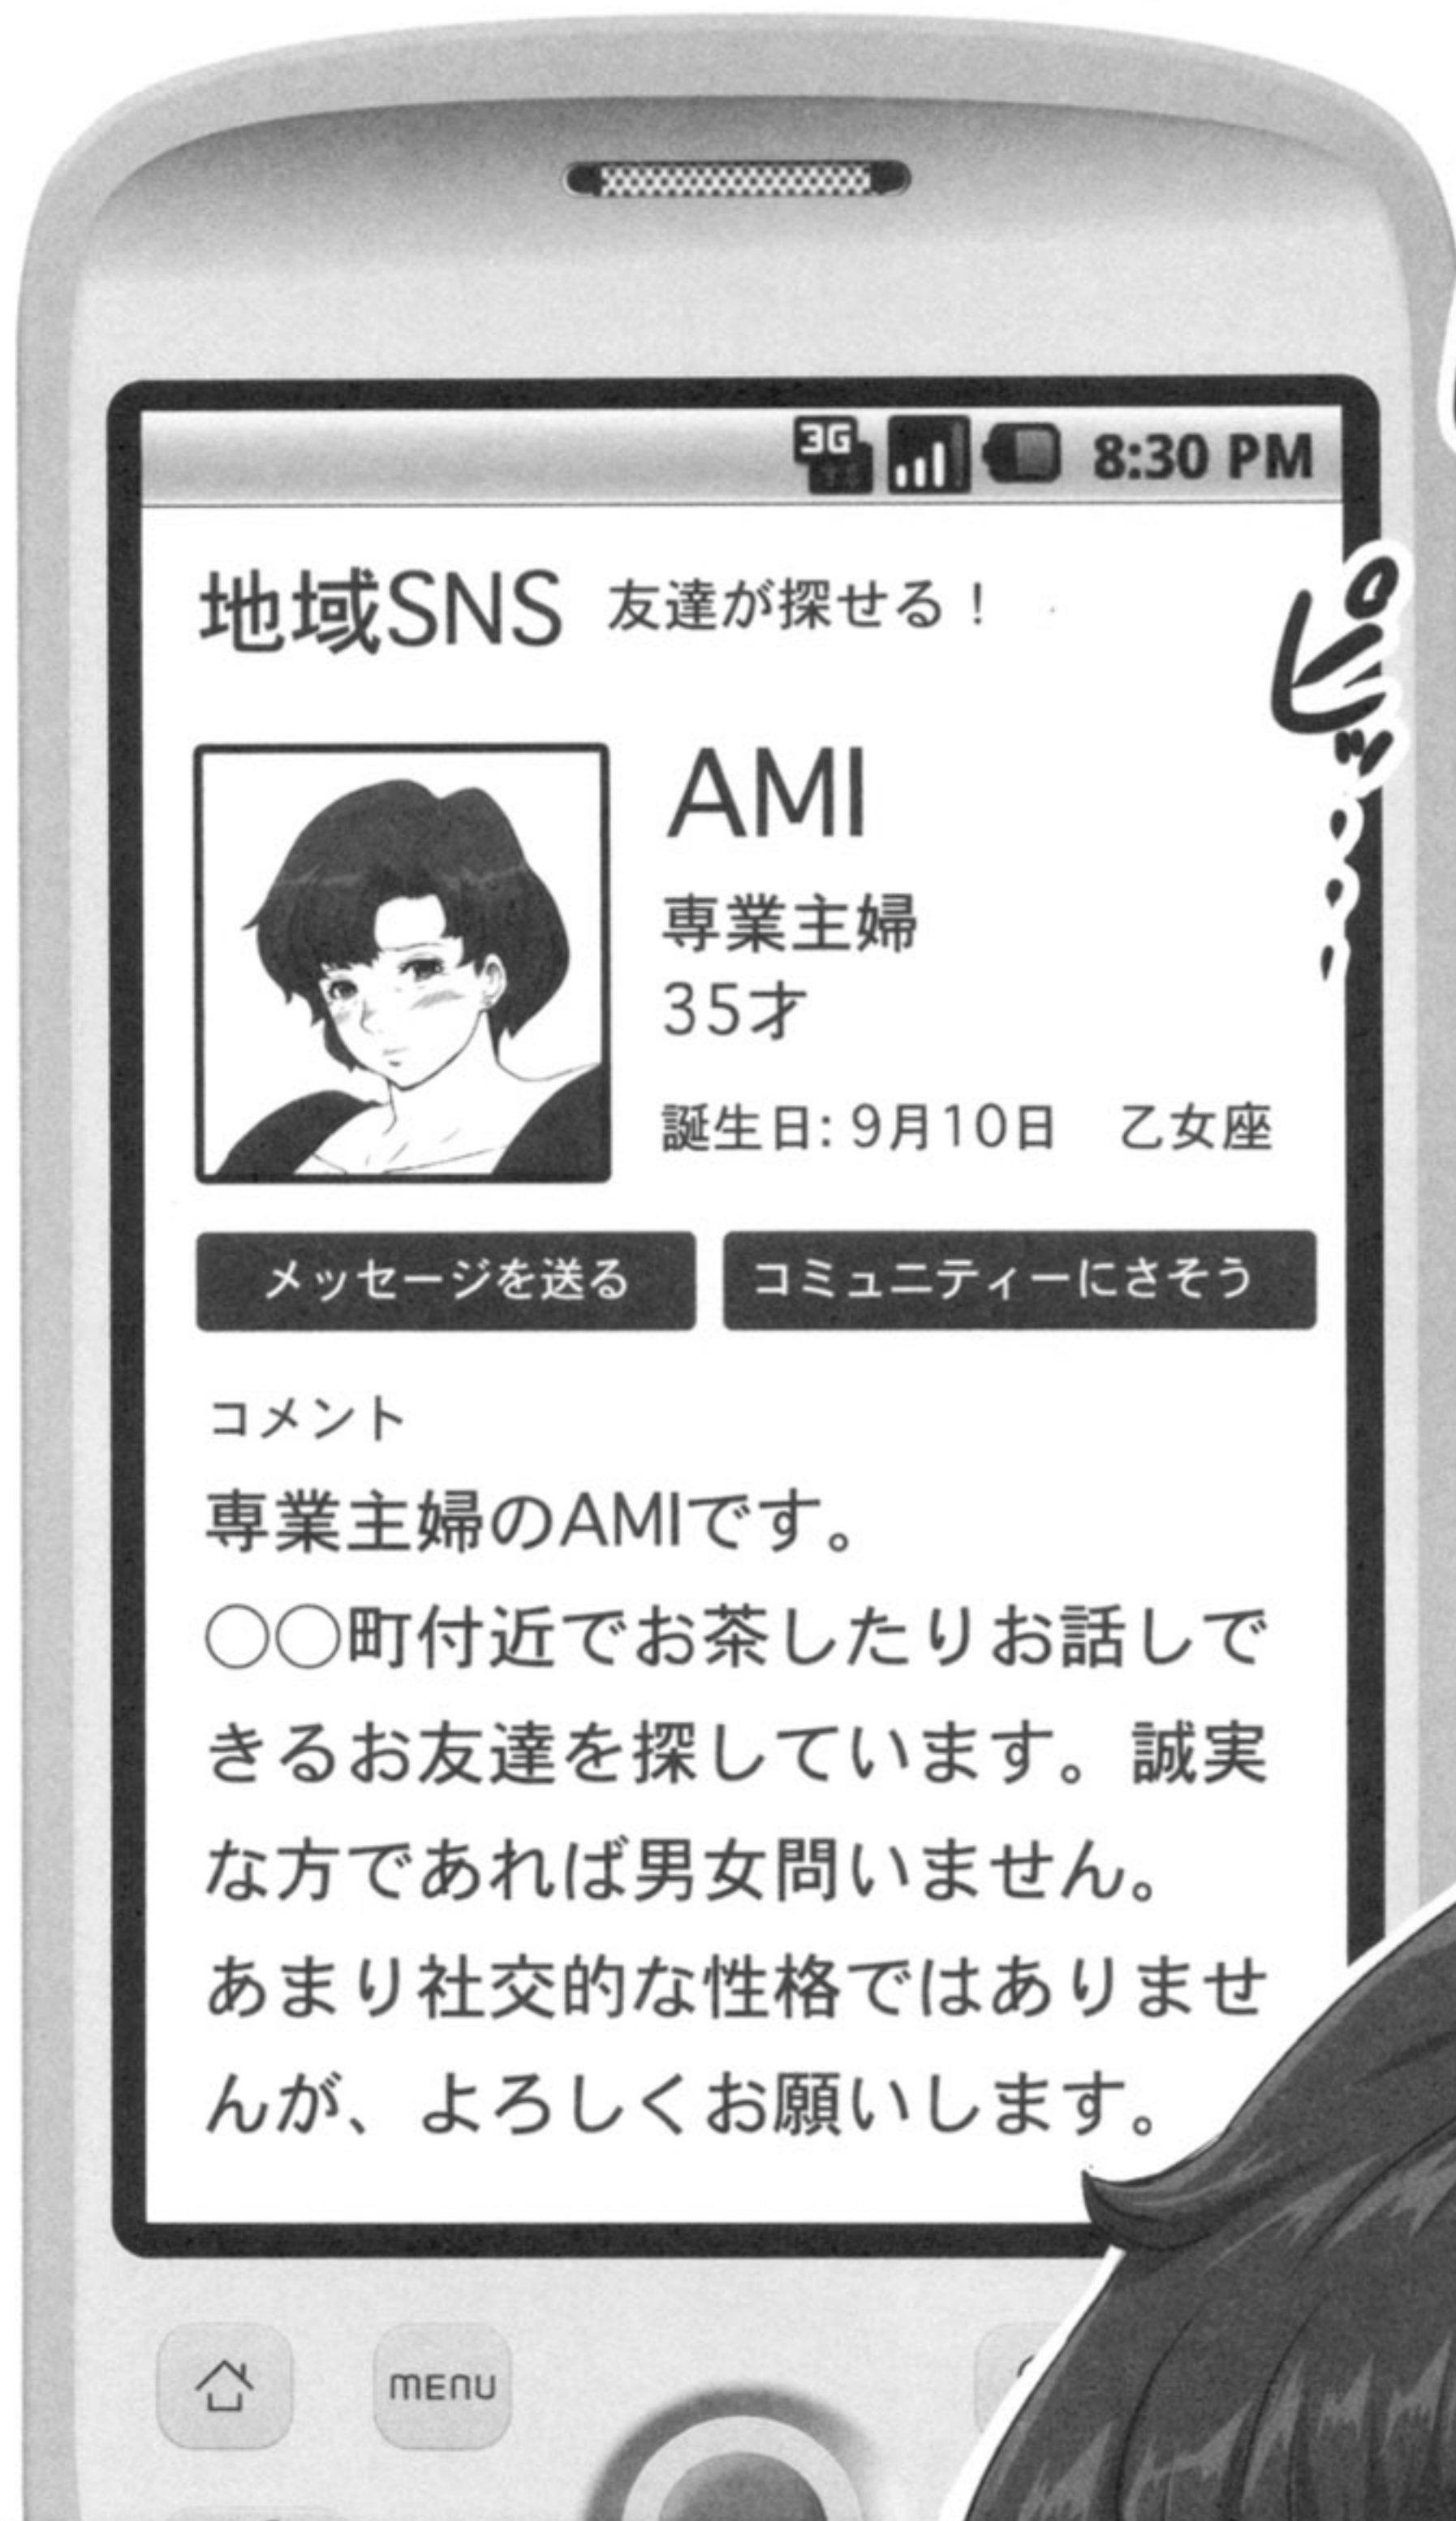 3G
8:30 PM
地域SNS 友達が探せる！
ピッ
AMI
専業主婦
35才
誕生日: 9月10日　乙女座
メッセージを送る
コミュニティーにさそう
コメント
専業主婦のAMIです。
○○町付近でお茶したりお話しで
きるお友達を探しています。誠実
な方であれば男女問いません。
あまり社交的な性格ではありませ
んが、よろしくお願いします。
MENU